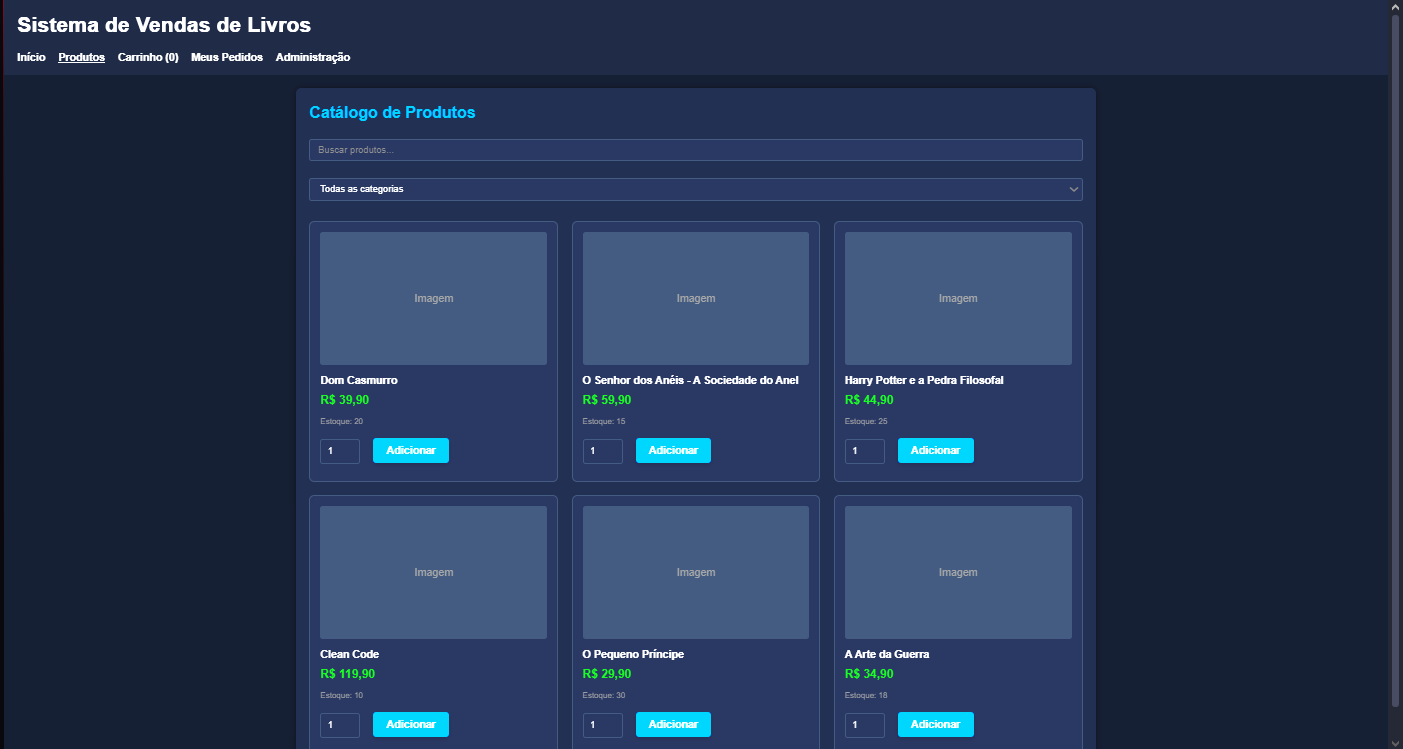 Sistema de Vendas de Livros
Início Produtos Carrinho (0) Meus Pedidos Administração
Catálogo de Produtos
Buscar produtos...
Todas as categorias
Imagem Imagem Imagem
Dom Casmurro O Senhor dos Anéis - A Sociedade do Anel Harry Potter e a Pedra Filosofal
R$ 39,90 R$ 59,90 R$ 44,90
Estoque: 20 Estoque: 15 Estoque: 25
1 Adicionar 1 Adicionar 1 Adicionar
Imagem Imagem Imagem
Clean Code O Pequeno Príncipe A Arte da Guerra
R$ 119,90 R$ 29,90 R$ 34,90
Estoque: 10 Estoque: 30 Estoque: 18
1 Adicionar 1 Adicionar 1 Adicionar